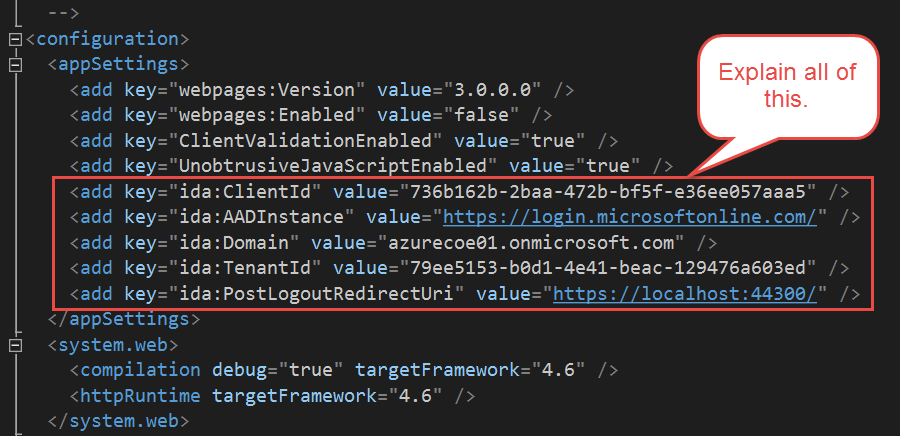 -->
<configuration>
<appSettings>
<add key="webpages:Version" value="3.0.0.0" />
<add key="webpages:Enabled" value="false" />
<add key="ClientValidationEnabled" value="true" />
<add key="UnobtrusiveJavaScriptEnabled" value="true" />
<add key="ida:ClientId" value="736b162b-2baa-472b-bf5f-e36ee057aaa5" />
<add key="ida:AADInstance" value="https://login.microsoftonline.com/" />
<add key="ida:Domain" value="azurecoe01.onmicrosoft.com" />
<add key="ida:TenantId" value="79ee5153-b0d1-4e41-beac-129476a603ed" />
<add key="ida:PostLogoutRedirectUri" value="https://localhost:44300/" />
</appSettings>
<system.web>
<compilation debug="true" targetFramework="4.6" />
<httpRuntime targetFramework="4.6" />
</system.web>
Explain all of
this.